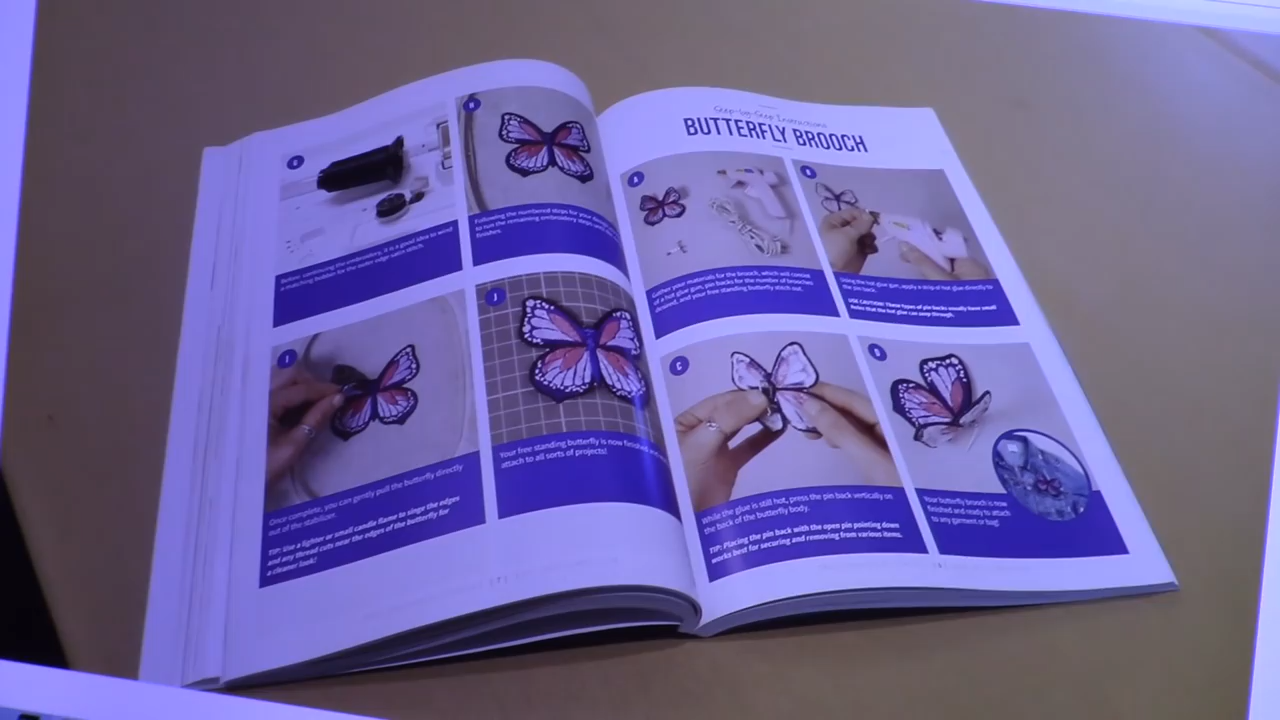 G
Before continuing the embroidery, it is a good idea to wind
a matching bobbin for the outer edge satin stitch.
H
Following the numbered steps for your
to run the remaining embroidery steps
finishes.
I
Once complete, you can gently pull the butterfly directly
out of the stabilizer.
TIP: Use a lighter or small candle flame to singe the edges
and any thread cuts near the edges of the butterfly for
a cleaner look!
J
Your free standing butterfly is now finished
attach to all sorts of projects!
7
Step-by-Step Instructions
BUTTERFLY BROOCH
A
Gather your materials for the brooch, which will consist
of a hot glue gun, pin backs for the number of brooches
desired, and your free standing butterfly stitch out.
B
Using the hot glue gun, apply a strip of hot glue directly to
the pin back.
USE CAUTION! These types of pin backs usually have small
holes that the hot glue can seep through.
C
While the glue is still hot, press the pin back vertically on
the back of the butterfly body.
TIP: Placing the pin back with the open pin pointing down
works best for securing and removing from various items.
D
Your butterfly brooch is now
finished and ready to attach
to any garment or bag!